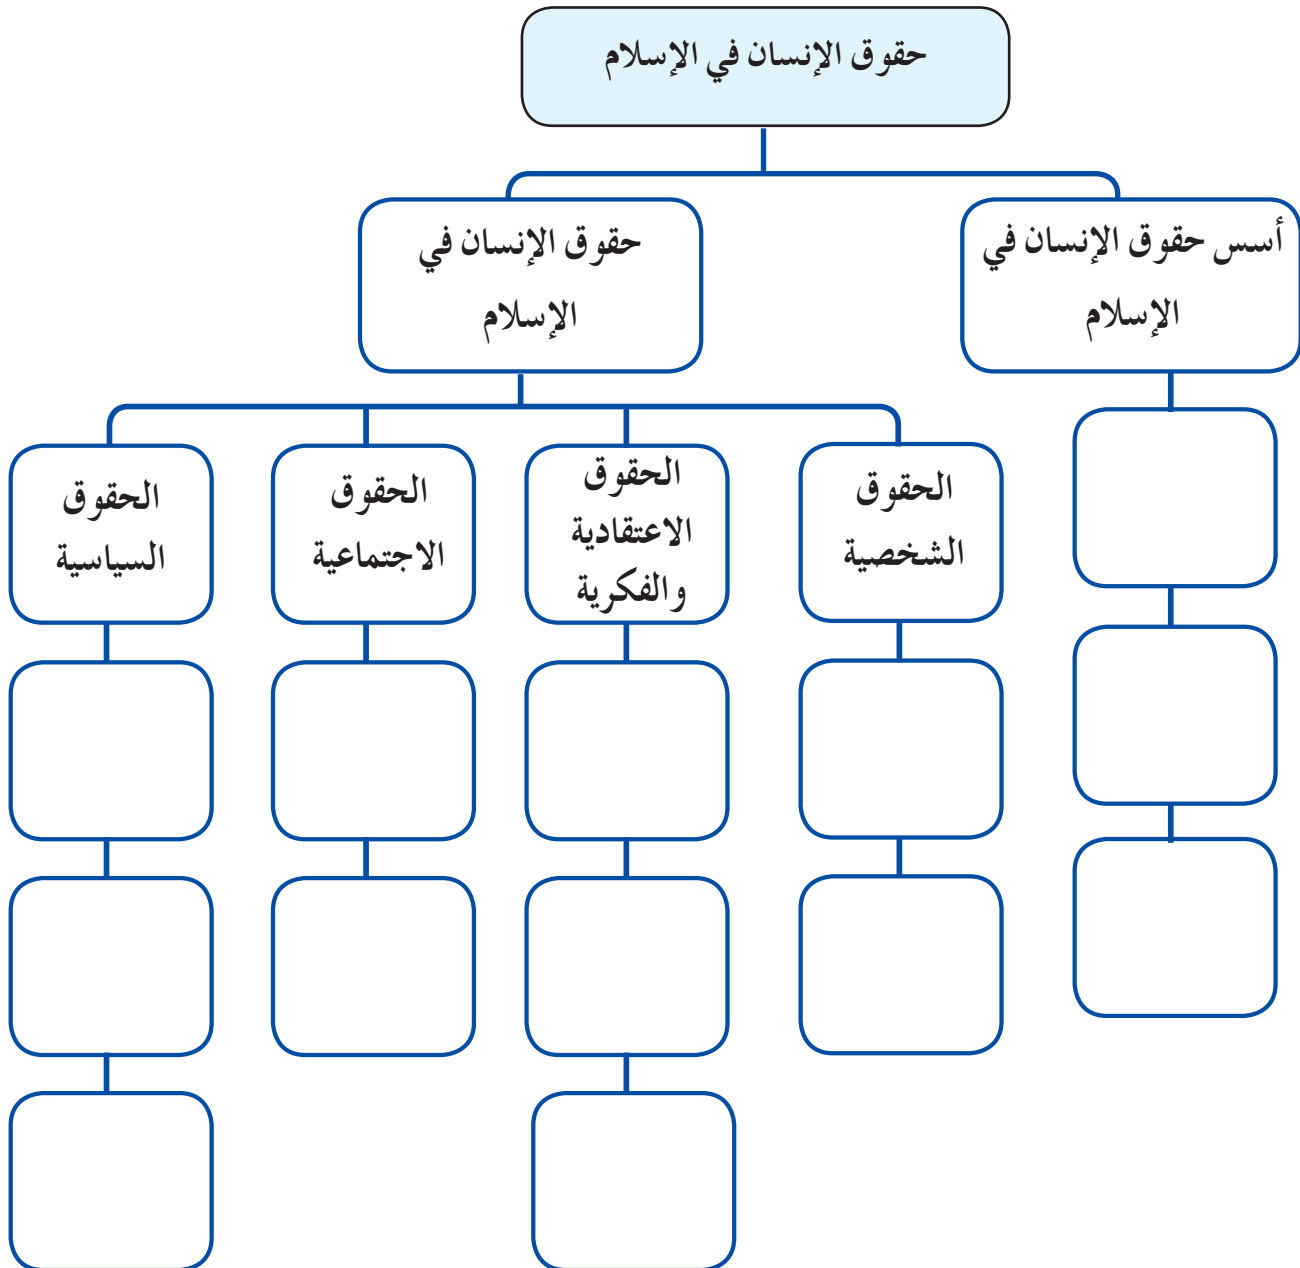 حقوق الإنسان في الإسلام
أسس حقوق الإنسان في
الإسلام
حقوق الإنسان في
الإسلام
الحقوق
الشخصية
الحقوق
الاعتقادية
والفكرية
الحقوق
الاجتماعية
الحقوق
السياسية